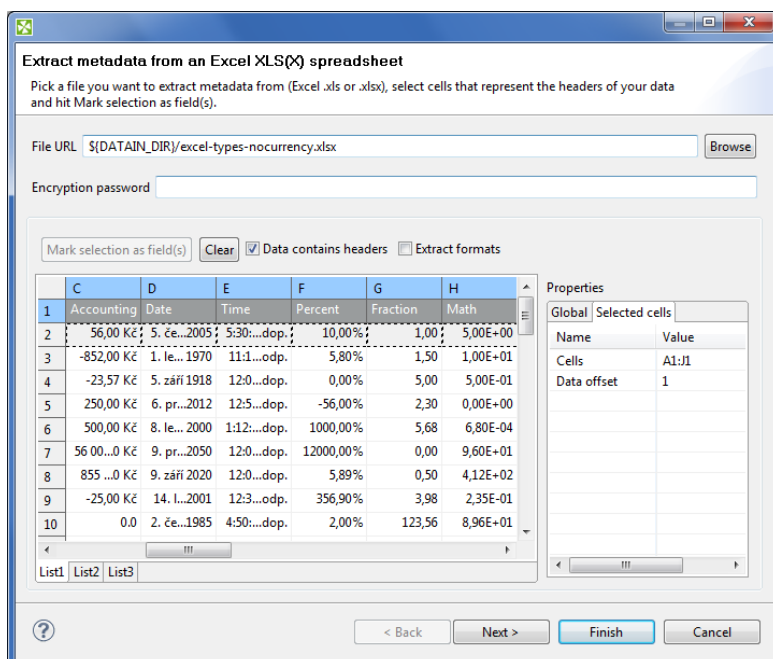 Extract metadata from an Excel XLS(X) spreadsheet
Pick a file you want to extract metadata from (Excel .xls or .xlsx), select cells that represent the headers of your data
and hit Mark selection as field(s).
File URL ${DATAIN_DIR}/excel-types-nocurrency.xlsx Browse
Encryption password
Mark selection as field(s) Clear Data contains headers Extract formats
Properties
Global Selected cells
Name Value
Cells A1:J1
Data offset 1
C D E F G H
1 Accounting Date Time Percent Fraction Math
2 56,00 Kč 5. če...2005 5:30:...dop. 10,00% 1,00 5,00E+00
3 -852,00 Kč 1. le... 1970 11:1...odp. 5,80% 1,50 1,00E+01
4 -23,57 Kč 5. září 1918 12:0...dop. 0,00% 5,00 5,00E-01
5 250,00 Kč 6. pr...2012 12:5...dop. -56,00% 2,30 0,00E+00
6 500,00 Kč 8. le... 2000 1:12:...dop. 1000,00% 5,68 6,80E-04
7 56 00...0 Kč 9. pr...2050 12:0...dop. 12000,00% 0,00 9,60E+01
8 855 ...0 Kč 9. září 2020 12:0...dop. 5,89% 0,50 4,12E+02
9 -25,00 Kč 14. l...2001 12:3...odp. 356,90% 3,98 2,35E-01
10 0.0 2. če...1985 4:50:...dop. 2,00% 123,56 8,96E+01
List1 List2 List3
< Back Next > Finish Cancel